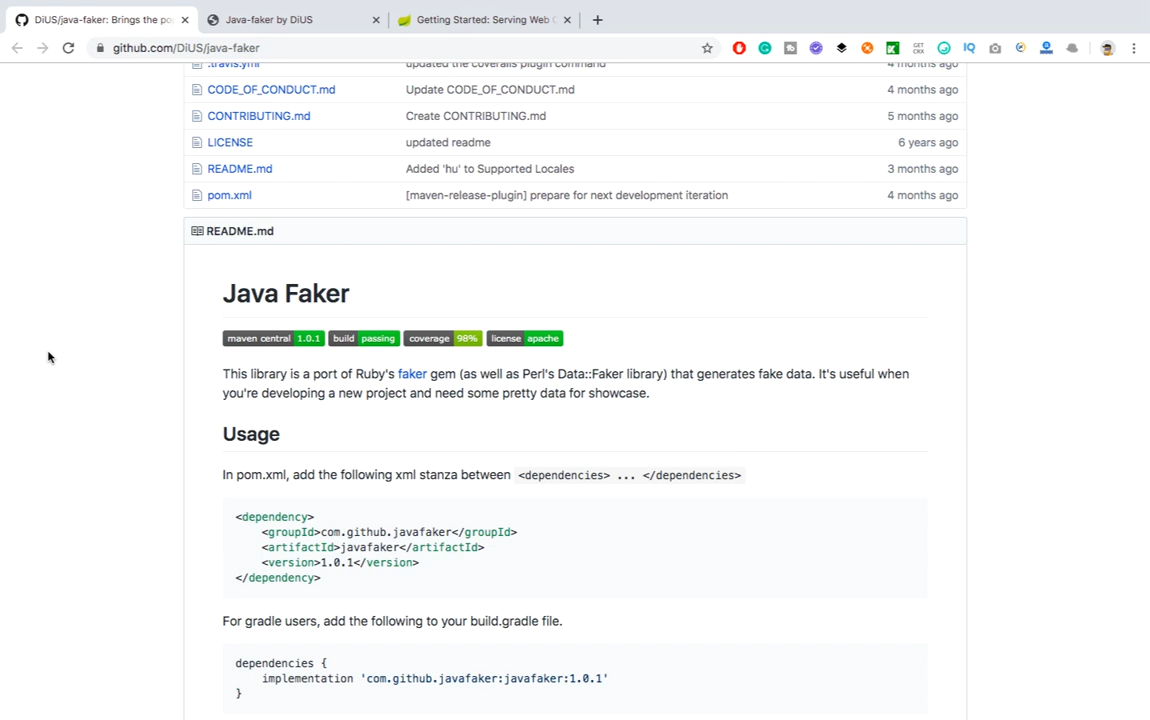 DiUS/java-faker: Brings the po
Java-faker by DiUS
Getting Started: Serving Web
github.com/DiUS/java-faker
.travis.yml updated the coveralls plugin command 4 months ago
CODE_OF_CONDUCT.md Update CODE_OF_CONDUCT.md 4 months ago
CONTRIBUTING.md Create CONTRIBUTING.md 5 months ago
LICENSE updated readme 6 years ago
README.md Added 'hu' to Supported Locales 3 months ago
pom.xml [maven-release-plugin] prepare for next development iteration 4 months ago
README.md
Java Faker
maven central 1.0.1 build passing coverage 98% license apache
This library is a port of Ruby's faker gem (as well as Perl's Data::Faker library) that generates fake data. It's useful when
you're developing a new project and need some pretty data for showcase.
Usage
In pom.xml, add the following xml stanza between <dependencies> ... </dependencies>
<dependency>
<groupId>com.github.javafaker</groupId>
<artifactId>javafaker</artifactId>
<version>1.0.1</version>
</dependency>
For gradle users, add the following to your build.gradle file.
dependencies {
implementation 'com.github.javafaker:javafaker:1.0.1'
}